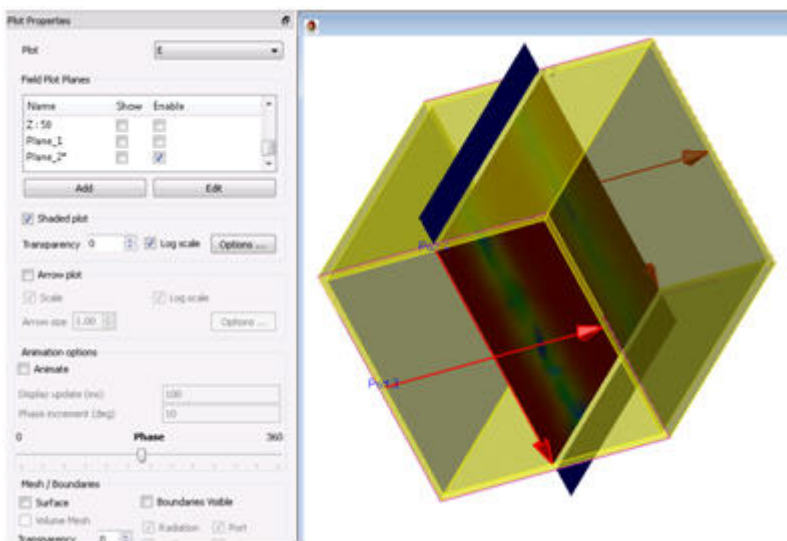 Plot Properties
Plot E
Field Plot Planes
Name Show Enable
Z : 50
Plane_1
Plane_2*
Add Edit
Shaded plot
Transparency 0 Log scale Options ...
Arrow plot
Scale Log scale
Arrow size 1.00 Options ...
Animation options
Animate
Display update (ms) 100
Phase increment (deg) 10
0 Phase 360
Mesh / Boundaries
Surface Boundaries Visible
Volume Mesh Radiation Port
Transparency 0